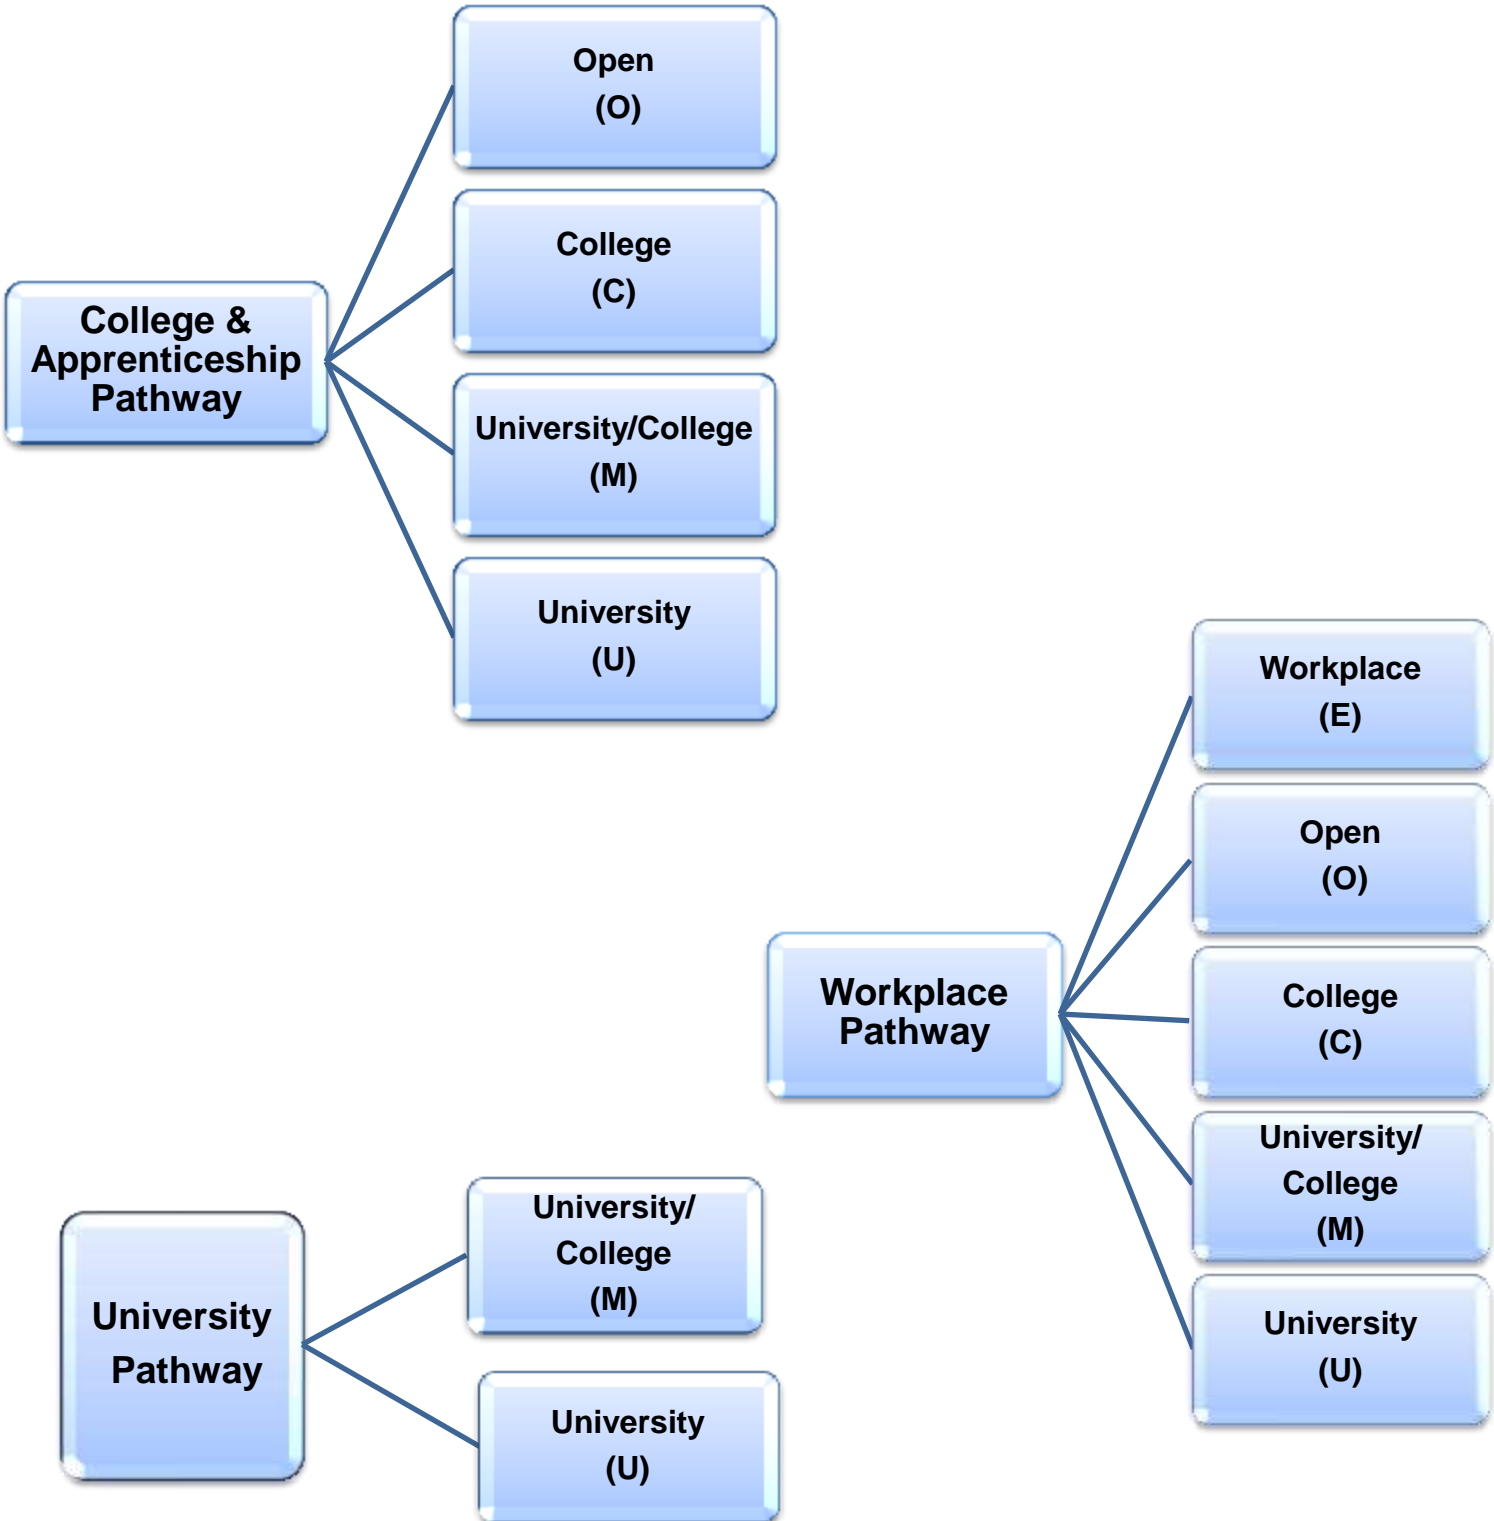 College &
Apprenticeship
Pathway
Open
(O)
College
(C)
University/College
(M)
University
(U)
Workplace
Pathway
Workplace
(E)
Open
(O)
College
(C)
University/
College
(M)
University
(U)
University
Pathway
University/
College
(M)
University
(U)